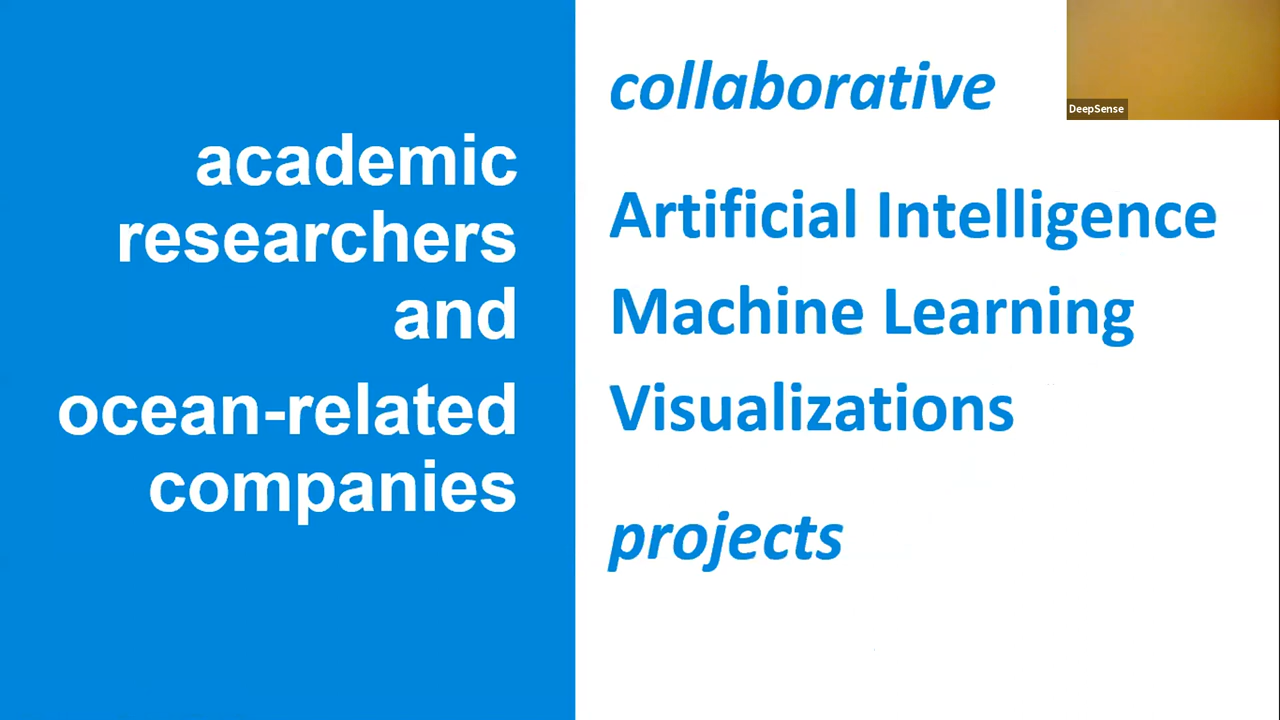 academic
researchers
and
ocean-related
companies
collaborative
Artificial Intelligence
Machine Learning
Visualizations
projects
DeepSense